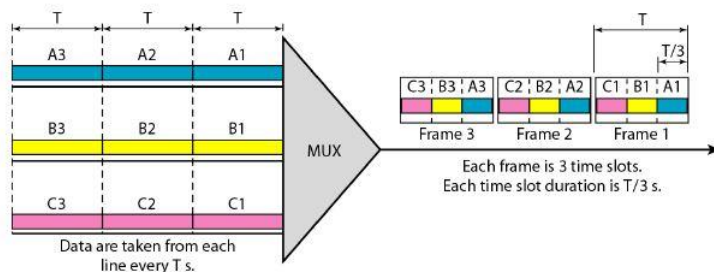 T T T
A3 A2 A1
B3 B2 B1
C3 C2 C1
Data are taken from each
line every T s.
MUX
T
T/3
C3 B3 A3 C2 B2 A2 C1 B1 A1
Frame 3 Frame 2 Frame 1
Each frame is 3 time slots.
Each time slot duration is T/3 s.